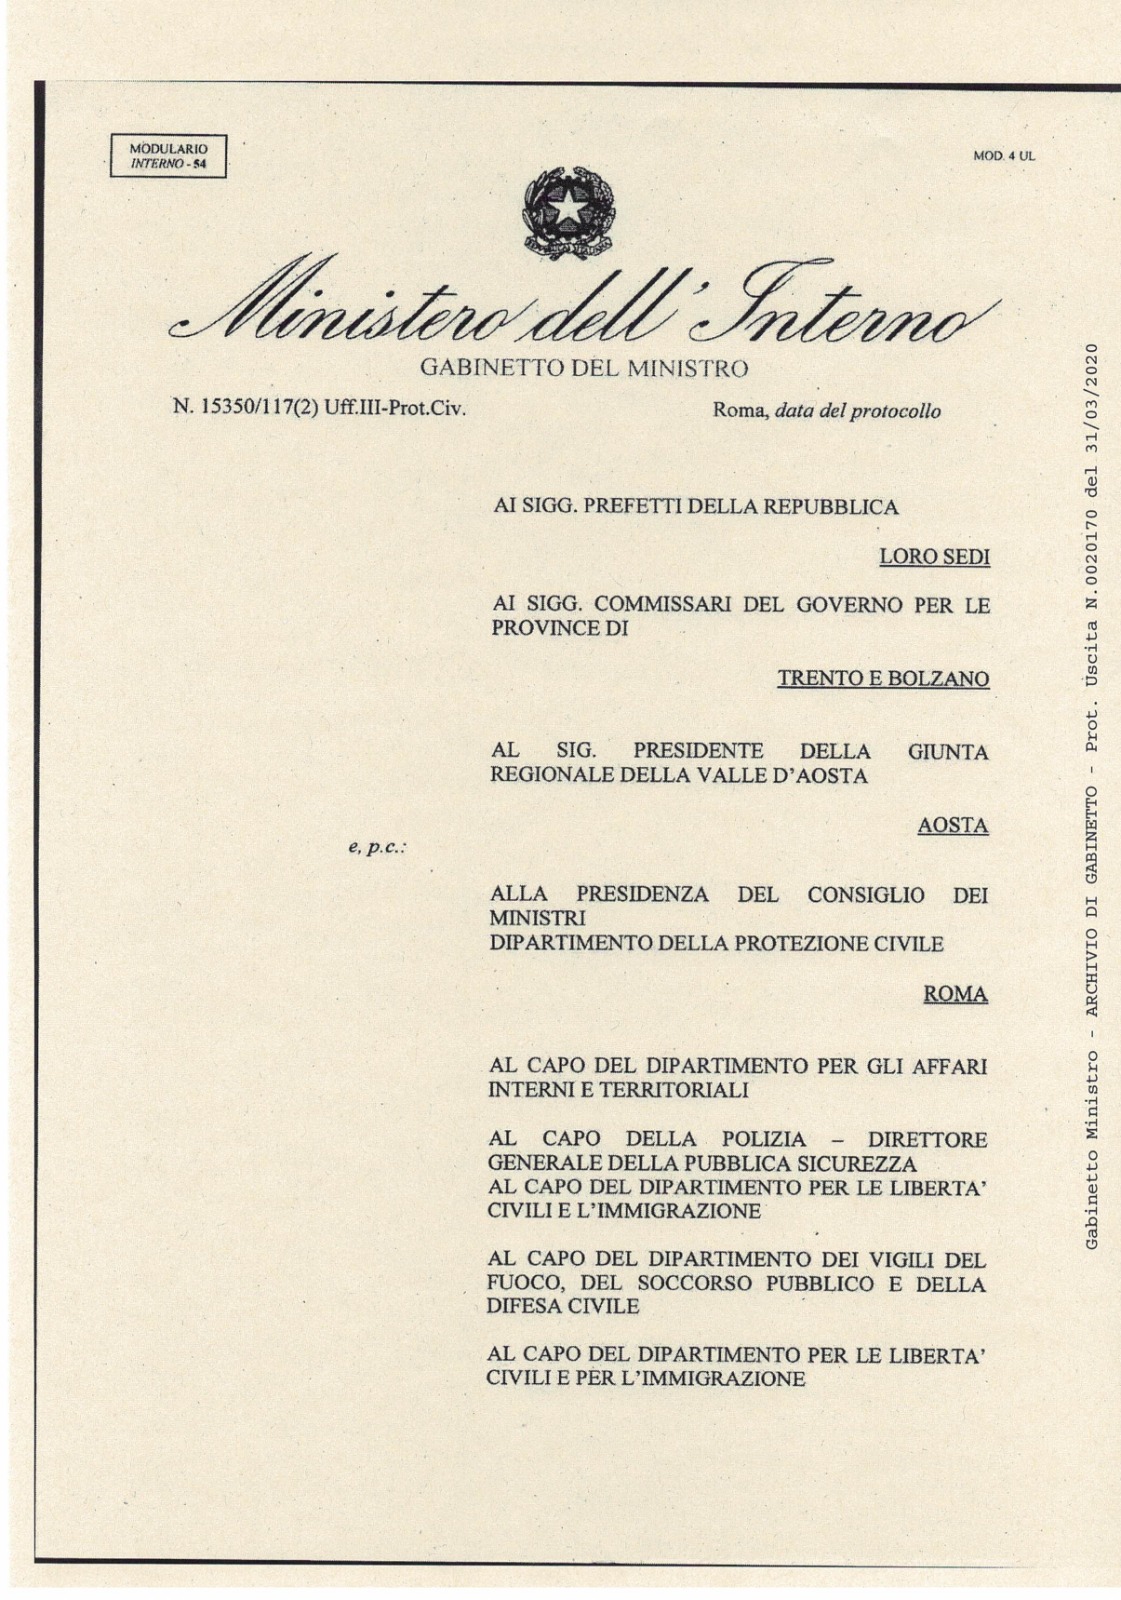 MODULARIO
INTERNO - 54
MOD. 4 UL
Ministero dell'Interno
GABINETTO DEL MINISTRO
N. 15350/117(2) Uff.III-Prot.Civ.
Roma, data del protocollo
AI SIGG. PREFETTI DELLA REPUBBLICA
LORO SEDI
AI SIGG. COMMISSARI DEL GOVERNO PER LE
PROVINCE DI
TRENTO E BOLZANO
AL SIG. PRESIDENTE DELLA GIUNTA
REGIONALE DELLA VALLE D'AOSTA
AOSTA
e, p.c.:
ALLA PRESIDENZA DEL CONSIGLIO DEI
MINISTRI
DIPARTIMENTO DELLA PROTEZIONE CIVILE
ROMA
AL CAPO DEL DIPARTIMENTO PER GLI AFFARI
INTERNI E TERRITORIALI
AL CAPO DELLA POLIZIA – DIRETTORE
GENERALE DELLA PUBBLICA SICUREZZA
AL CAPO DEL DIPARTIMENTO PER LE LIBERTA'
CIVILI E L'IMMIGRAZIONE
AL CAPO DEL DIPARTIMENTO DEI VIGILI DEL
FUOCO, DEL SOCCORSO PUBBLICO E DELLA
DIFESA CIVILE
AL CAPO DEL DIPARTIMENTO PER LE LIBERTA'
CIVILI E PER L'IMMIGRAZIONE
Gabinetto Ministro - ARCHIVIO DI GABINETTO - Prot. Uscita N.0020170 del 31/03/2020